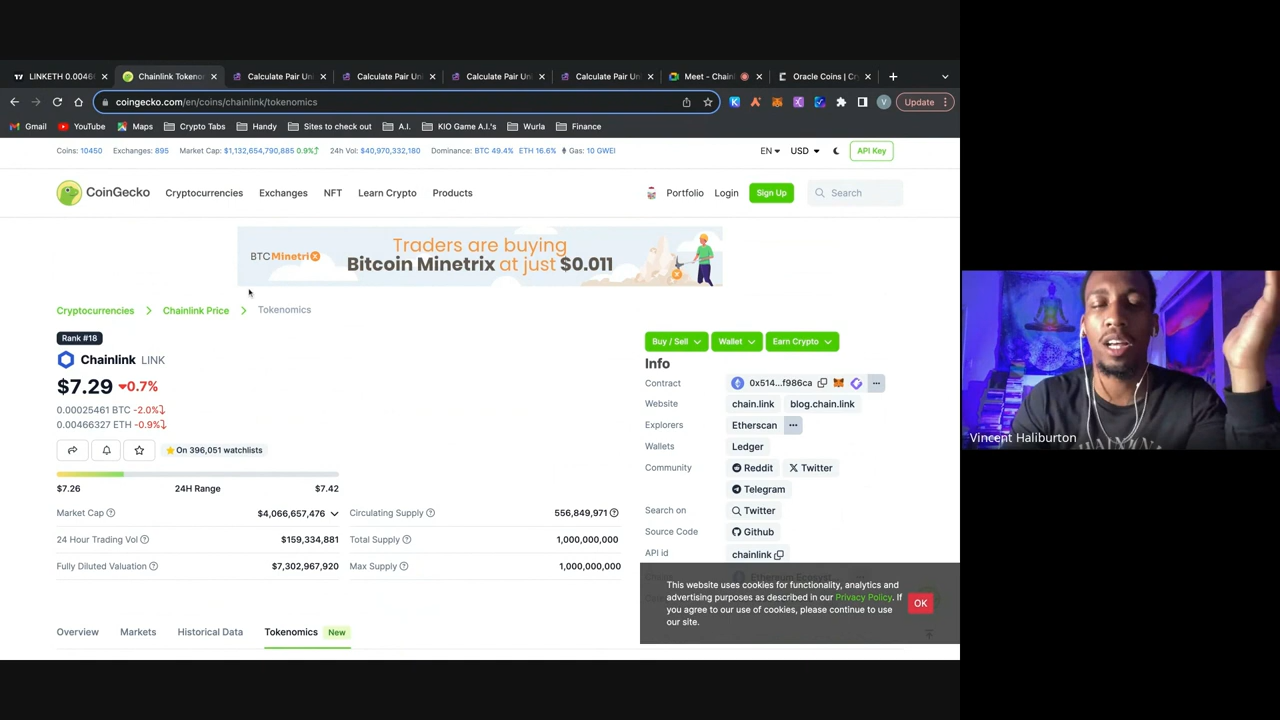 LINKETH 0.0046
Chainlink Tokeno
Calculate Pair Uni
Calculate Pair Uni
Calculate Pair Uni
Calculate Pair Uni
Meet - Chain
Oracle Coins | Cr
coingecko.com/en/coins/chainlink/tokenomics
V
Update
Gmail
YouTube
Maps
Crypto Tabs
Handy
Sites to check out
A.I.
KIO Game A.I.'s
Wurla
Finance
Coins: 10450
Exchanges: 895
Market Cap: $1,132,654,790,885 0.9%
24h Vol: $40,970,332,180
Dominance: BTC 49.4% ETH 16.6%
Gas: 10 GWEI
EN
USD
API Key
CoinGecko
Cryptocurrencies
Exchanges
NFT
Learn Crypto
Products
Portfolio
Login
Sign Up
Search
BTCMinetrix
Traders are buying
Bitcoin Minetrix at just $0.011
Cryptocurrencies
Chainlink Price
Tokenomics
Rank #18
Chainlink LINK
$7.29 0.7%
0.00025461 BTC -2.0%
0.00466327 ETH -0.9%
On 396,051 watchlists
$7.26
24H Range
$7.42
Market Cap
$4,066,657,476
Circulating Supply
556,849,971
24 Hour Trading Vol
$159,334,881
Total Supply
1,000,000,000
Fully Diluted Valuation
$7,302,967,920
Max Supply
1,000,000,000
Buy / Sell
Wallet
Earn Crypto
Info
Contract
0x514...f986ca
Website
chain.link
blog.chain.link
Explorers
Etherscan
Wallets
Ledger
Community
Reddit
Twitter
Telegram
Search on
Twitter
Source Code
Github
API id
chainlink
This website uses cookies for functionality, analytics and
advertising purposes as described in our Privacy Policy. If
you agree to our use of cookies, please continue to use
our site.
OK
Overview
Markets
Historical Data
Tokenomics
New
Vincent Haliburton